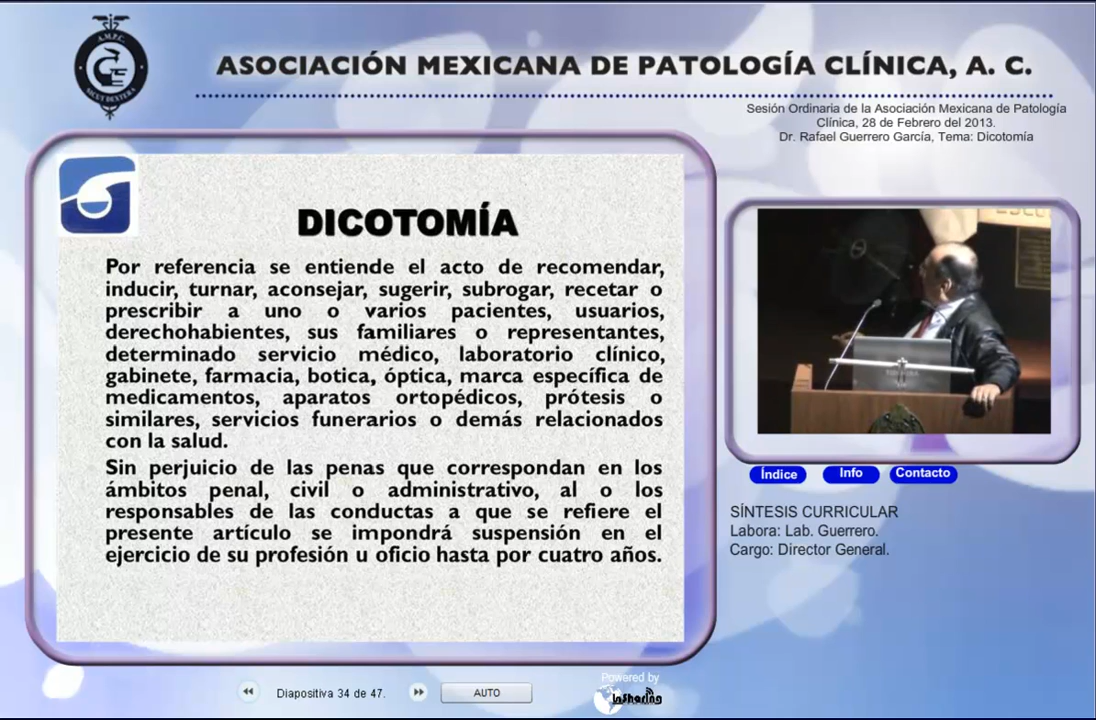 A.M.P.C.
SICUT DEXTERA
ASOCIACIÓN MEXICANA DE PATOLOGÍA CLÍNICA, A. C.
Sesión Ordinaria de la Asociación Mexicana de Patología
Clínica, 28 de Febrero del 2013.
Dr. Rafael Guerrero García, Tema: Dicotomía
DICOTOMÍA
Por referencia se entiende el acto de recomendar,
inducir, turnar, aconsejar, sugerir, subrogar, recetar o
prescribir a uno o varios pacientes, usuarios,
derechohabientes, sus familiares o representantes,
determinado servicio médico, laboratorio clínico,
gabinete, farmacia, botica, óptica, marca específica de
medicamentos, aparatos ortopédicos, prótesis o
similares, servicios funerarios o demás relacionados
con la salud.
Sin perjuicio de las penas que correspondan en los
ámbitos penal, civil o administrativo, al o los
responsables de las conductas a que se refiere el
presente artículo se impondrá suspensión en el
ejercicio de su profesión u oficio hasta por cuatro años.
TOSHIBA
Índice Info Contacto
SÍNTESIS CURRICULAR
Labora: Lab. Guerrero.
Cargo: Director General.
Diapositiva 34 de 47.
AUTO
Powered by
InSharing